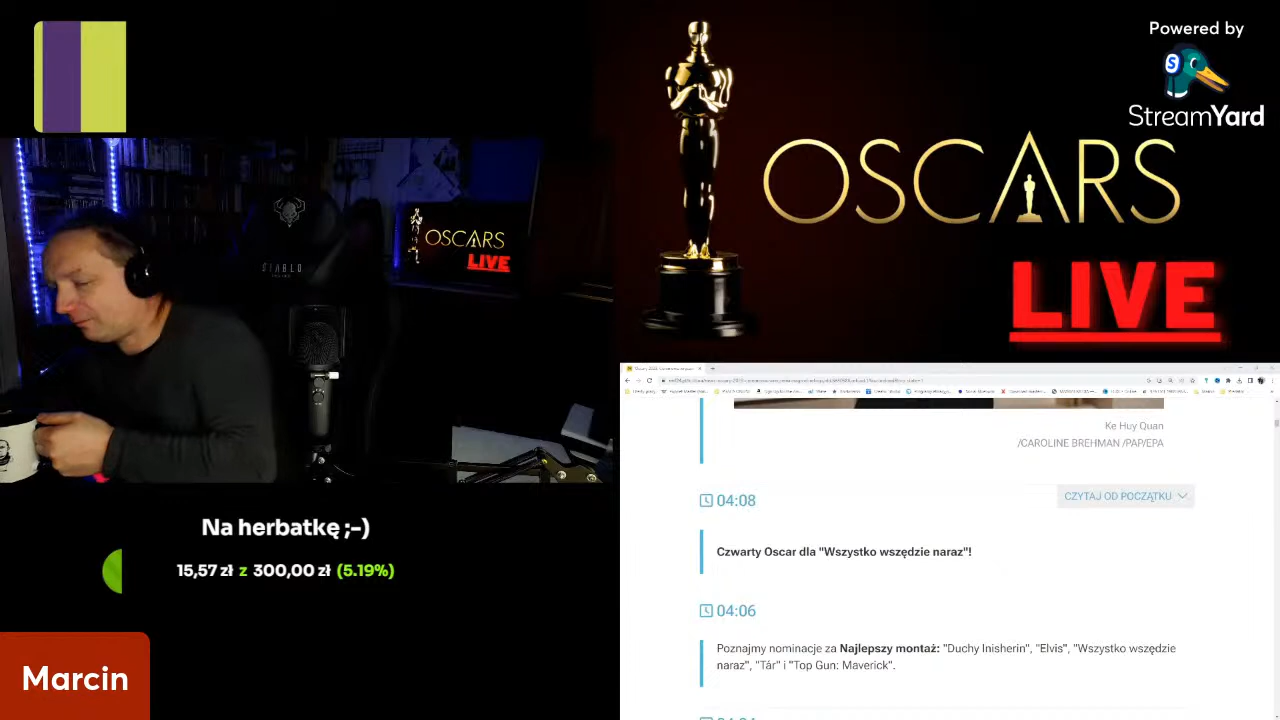 Powered by
S
StreamYard
OSCARS
LIVE
OSCARS
LIVE
DIABLO
Ke Huy Quan
/CAROLINE BREHMAN /PAP/EPA
04:08
CZYTAJ OD POCZĄTKU
Czwarty Oscar dla "Wszystko wszędzie naraz"!
04:06
Poznajmy nominacje za Najlepszy montaż: "Duchy Inisherin", "Elvis", "Wszystko wszędzie
naraz", "Tár" i "Top Gun: Maverick".
Na herbatkę ;-)
15,57 zł z 300,00 zł (5.19%)
Marcin